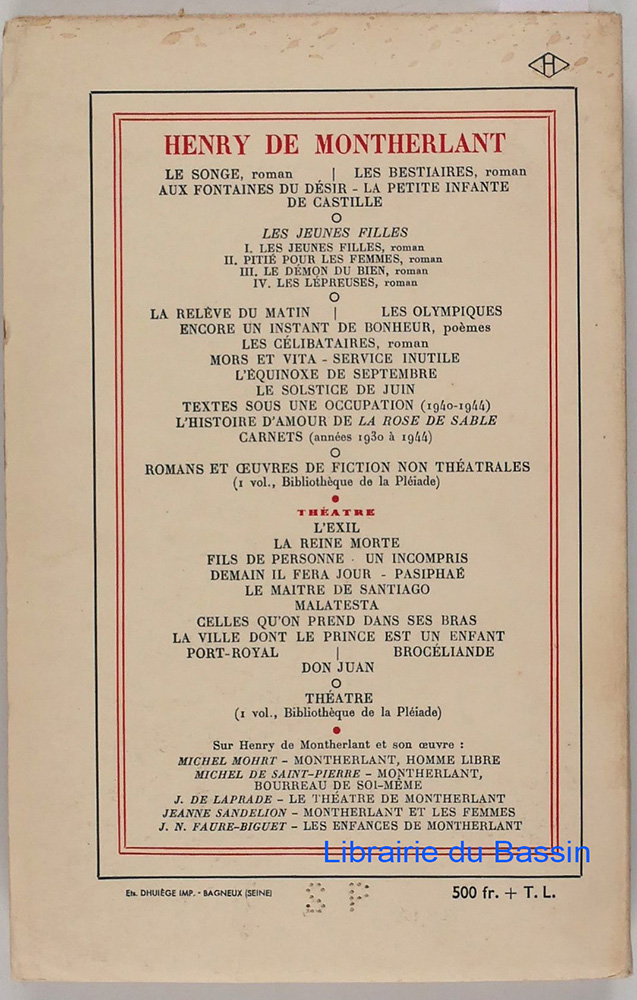 H
HENRY DE MONTHERLANT
LE SONGE, roman | LES BESTIAIRES, roman
AUX FONTAINES DU DÉSIR - LA PETITE INFANTE
DE CASTILLE
LES JEUNES FILLES
I. LES JEUNES FILLES, roman
II. PITIÉ POUR LES FEMMES, roman
III. LE DÉMON DU BIEN, roman
IV. LES LÉPREUSES, roman
LA RELÊVE DU MATIN | LES OLYMPIQUES
ENCORE UN INSTANT DE BONHEUR, poèmes
LES CÉLIBATAIRES, roman
MORS ET VITA - SERVICE INUTILE
L'ÉQUINOXE DE SEPTEMBRE
LE SOLSTICE DE JUIN
TEXTES SOUS UNE OCCUPATION (1940-1944)
L'HISTOIRE D'AMOUR DE LA ROSE DE SABLE
CARNETS (années 1930 à 1944)
ROMANS ET ŒUVRES DE FICTION NON THÉATRALES
(1 vol., Bibliothèque de la Pléiade)
THÉATRE
L'EXIL
LA REINE MORTE
FILS DE PERSONNE - UN INCOMPRIS
DEMAIN IL FERA JOUR - PASIPHAÉ
LE MAITRE DE SANTIAGO
MALATESTA
CELLES QU'ON PREND DANS SES BRAS
LA VILLE DONT LE PRINCE EST UN ENFANT
PORT-ROYAL | BROCÉLIANDE
DON JUAN
THÉATRE
(1 vol., Bibliothèque de la Pléiade)
Sur Henry de Montherlant et son œuvre :
MICHEL MOHRT - MONTHERLANT, HOMME LIBRE
MICHEL DE SAINT-PIERRE - MONTHERLANT,
BOURREAU DE SOI-MÊME
J. DE LAPRADE - LE THÉATRE DE MONTHERLANT
JEANNE SANDELION - MONTHERLANT ET LES FEMMES
J. N. FAURE-BIGUET - LES ENFANCES DE MONTHERLANT
Librairie du Bassin
Ets. DHUIÈGE IMP. - BAGNEUX (SEINE)
S P
500 fr. + T. L.